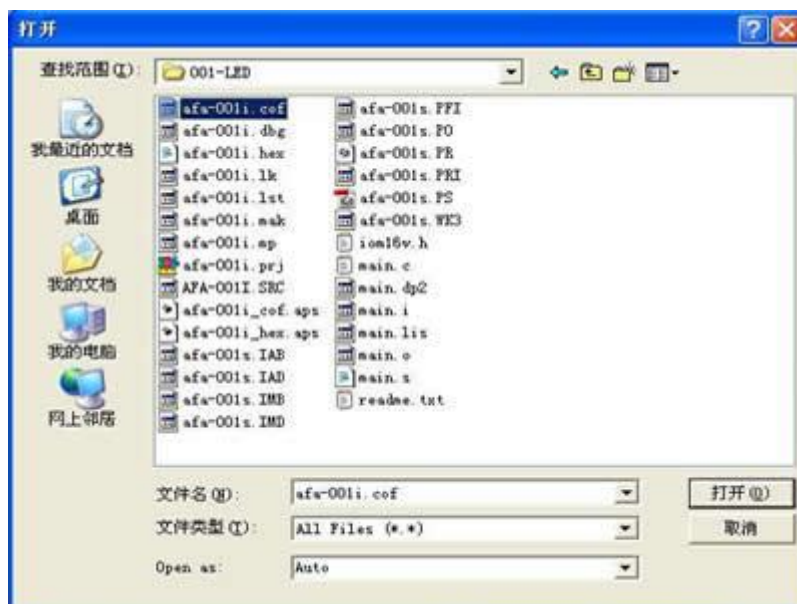 打开
查找范围(I):
001-LED
我最近的文档
桌面
我的文档
我的电脑
网上邻居
afa-001i.cof
afa-001i.dbg
afa-001i.hex
afa-001i.lk
afa-001i.lst
afa-001i.mak
afa-001i.mp
afa-001i.prj
AFA-001I.SRC
afa-001i_cof.aps
afa-001i_hex.aps
afa-001s.IAB
afa-001s.IAD
afa-001s.IMB
afa-001s.IMD
afa-001s.PFI
afa-001s.PO
afa-001s.PR
afa-001s.PRI
afa-001s.PS
afa-001s.WK3
iom16v.h
main.c
main.dp2
main.i
main.lis
main.o
main.s
readme.txt
文件名(N):
afa-001i.cof
打开(O)
文件类型(T):
All Files (*.*)
取消
Open as:
Auto